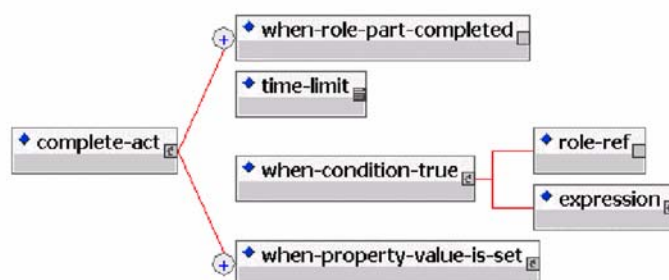 when-role-part-completed
time-limit
complete-act
role-ref
when-condition-true
expression
when-property-value-is-set